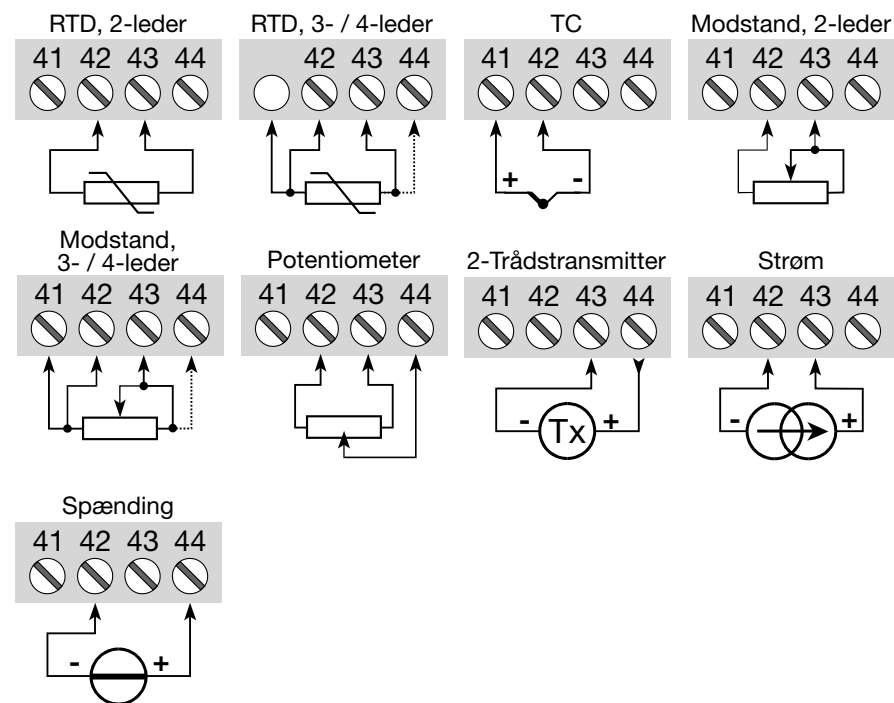 RTD, 2-leder
41 42 43 44
RTD, 3- / 4-leder
42 43 44
TC
41 42 43 44
+ -
Modstand, 2-leder
41 42 43 44
Modstand,
3- / 4-leder
41 42 43 44
Potentiometer
41 42 43 44
2-Trådstransmitter
41 42 43 44
- Tx +
Strøm
41 42 43 44
- +
Spænding
41 42 43 44
- +